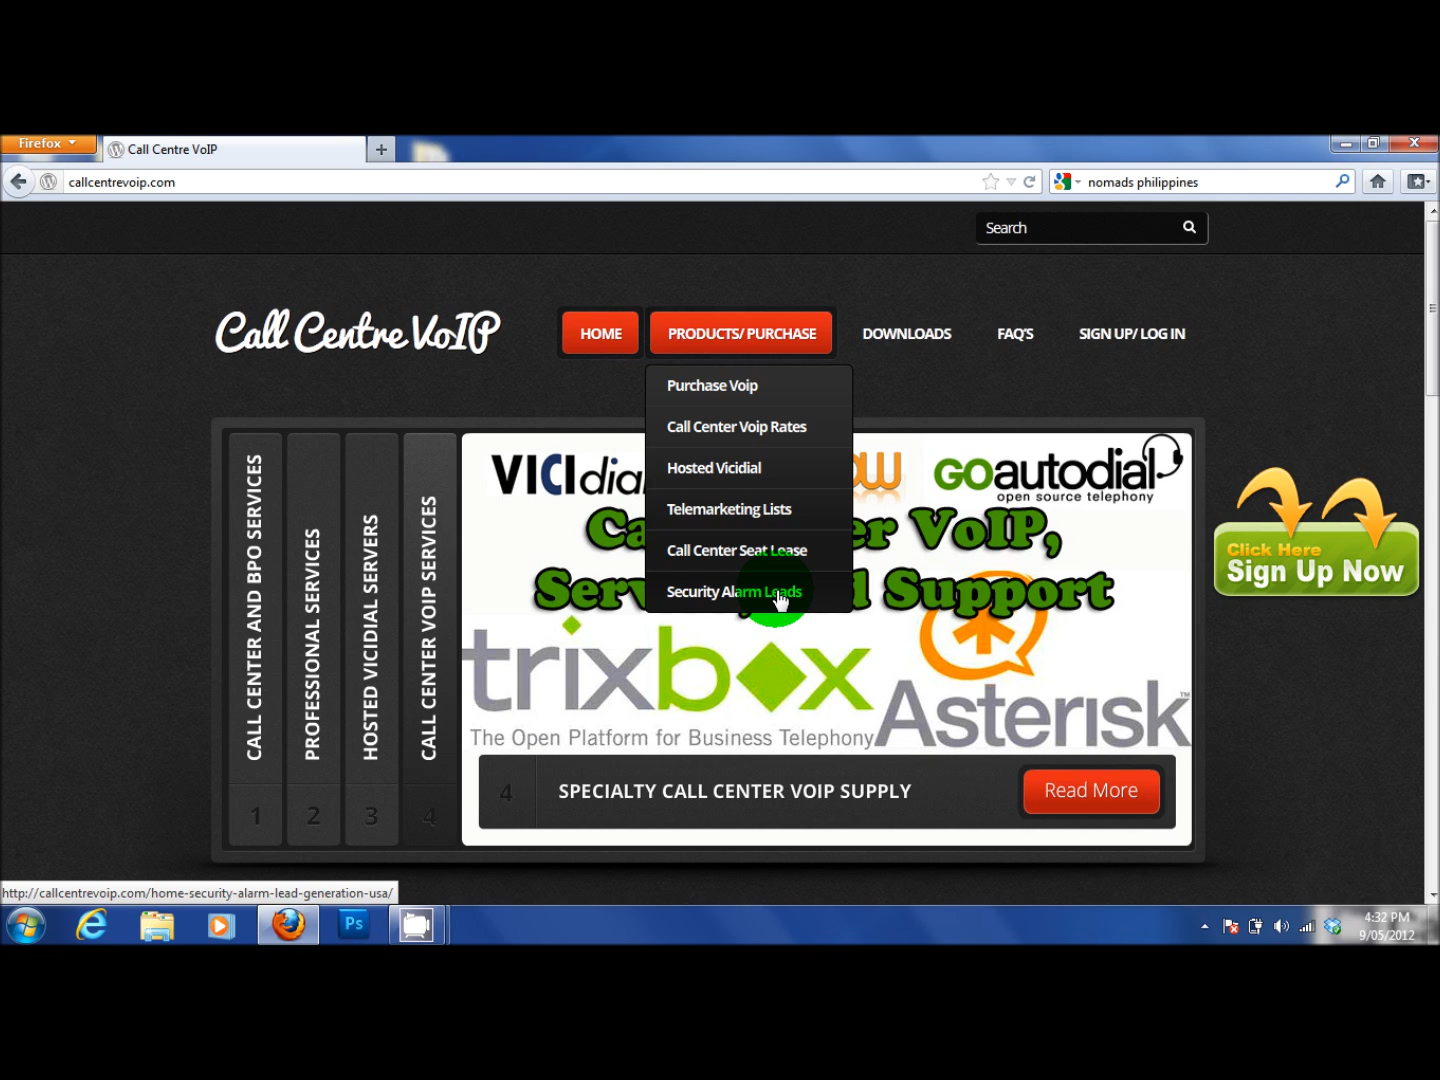 Firefox
Call Centre VoIP
callcentrevoip.com
nomads philippines
Search
Call Centre VoIP
HOME
PRODUCTS/ PURCHASE
DOWNLOADS
FAQ'S
SIGN UP/ LOG IN
Purchase Voip
Call Center Voip Rates
Hosted Vicidial
Telemarketing Lists
Call Center Seat Lease
Security Alarm Leads
CALL CENTER AND BPO SERVICES
PROFESSIONAL SERVICES
HOSTED VICIDIAL SERVERS
CALL CENTER VOIP SERVICES
1
2
3
4
VICIdia
OW
GOautodial
open source telephony
Ca er VoIP,
Serv d Support
trixbox
The Open Platform for Business Telephony
Asterisk™
4
SPECIALTY CALL CENTER VOIP SUPPLY
Read More
Click Here
Sign Up Now
http://callcentrevoip.com/home-security-alarm-lead-generation-usa/
Ps
4:32 PM
9/05/2012